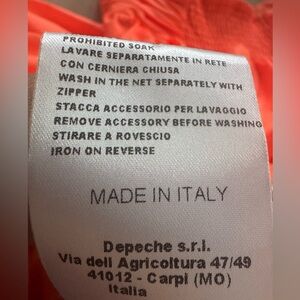 PROHIBITED SOAK
LAVARE SEPARATAMENTE IN RETE
CON CERNIERA CHIUSA
WASH IN THE NET SEPARATELY WITH
ZIPPER
STACCA ACCESSORIO PER LAVAGGIO
REMOVE ACCESSORY BEFORE WASHING
STIRARE A ROVESCIO
IRON ON REVERSE
MADE IN ITALY
Depeche s.r.l.
Via dell Agricoltura 47/49
41012 - Carpi (MO)
Italia